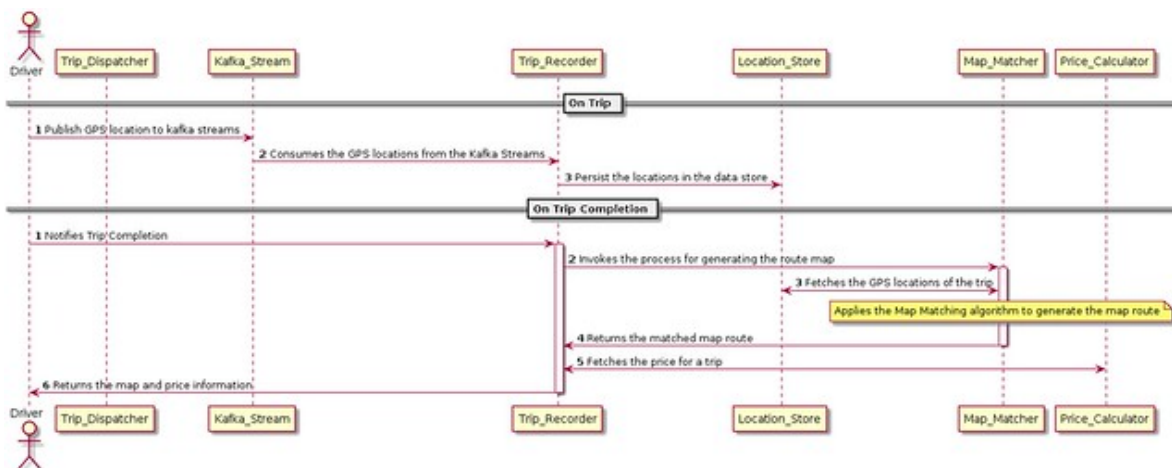 Driver
Trip_Dispatcher
Kafka_Stream
Trip_Recorder
Location_Store
Map_Matcher
Price_Calculator
On Trip
1 Publish GPS location to kafka streams
2 Consumes the GPS locations from the Kafka Streams
3 Persist the locations in the data store
On Trip Completion
1 Notifies Trip Completion
2 Invokes the process for generating the route map
3 Fetches the GPS locations of the trip
Applies the Map Matching algorithm to generate the map route
4 Returns the matched map route
5 Fetches the price for a trip
6 Returns the map and price information
Driver
Trip_Dispatcher
Kafka_Stream
Trip_Recorder
Location_Store
Map_Matcher
Price_Calculator